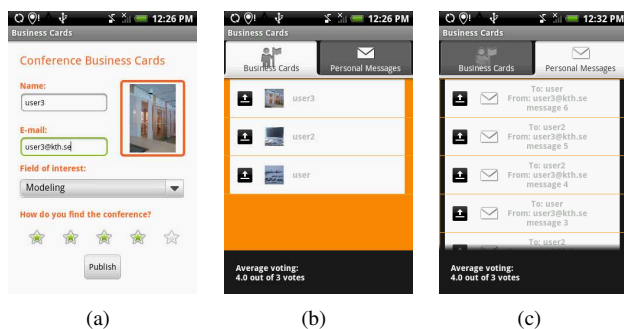 12:26 PM
Business Cards
Conference Business Cards
Name:
user3
E-mail:
user3@kth.se
Field of interest:
Modeling
How do you find the conference?
Publish
(a)
12:26 PM
Business Cards
Business Cards
Personal Messages
user3
user2
user
Average voting:
4.0 out of 3 votes
(b)
12:32 PM
Business Cards
Business Cards
Personal Messages
To: user
From: user3@kth.se
message 6
To: user2
From: user3@kth.se
message 5
To: user2
From: user3@kth.se
message 4
To: user
From: user3@kth.se
message 3
To: user2
Average voting:
4.0 out of 3 votes
(c)